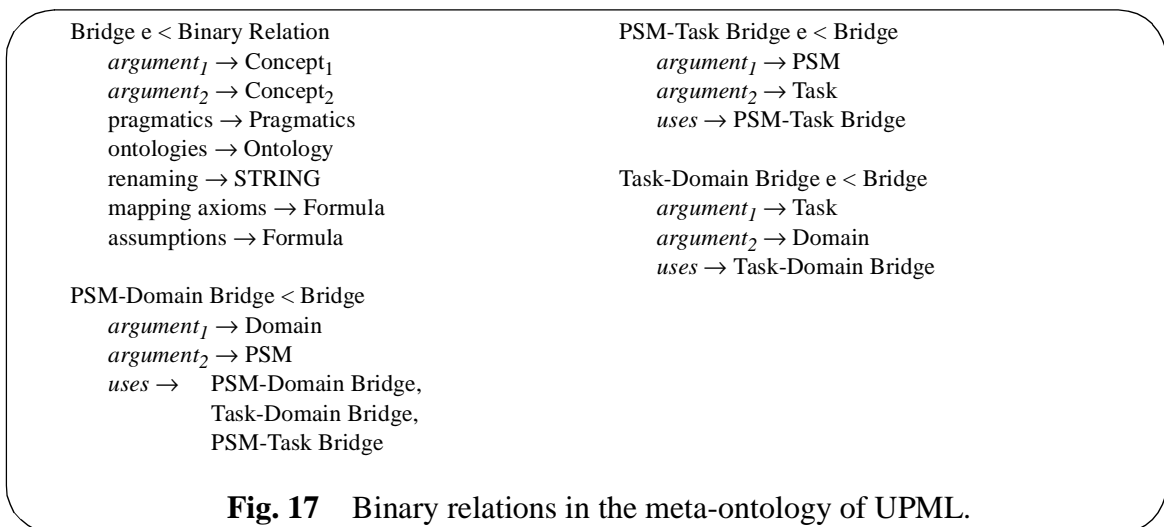 Bridge e < Binary Relation
argument1 → Concept1
argument2 → Concept2
pragmatics → Pragmatics
ontologies → Ontology
renaming → STRING
mapping axioms → Formula
assumptions → Formula
PSM-Domain Bridge < Bridge
argument1 → Domain
argument2 → PSM
uses → PSM-Domain Bridge,
Task-Domain Bridge,
PSM-Task Bridge
PSM-Task Bridge e < Bridge
argument1 → PSM
argument2 → Task
uses → PSM-Task Bridge
Task-Domain Bridge e < Bridge
argument1 → Task
argument2 → Domain
uses → Task-Domain Bridge
Fig. 17 Binary relations in the meta-ontology of UPML.